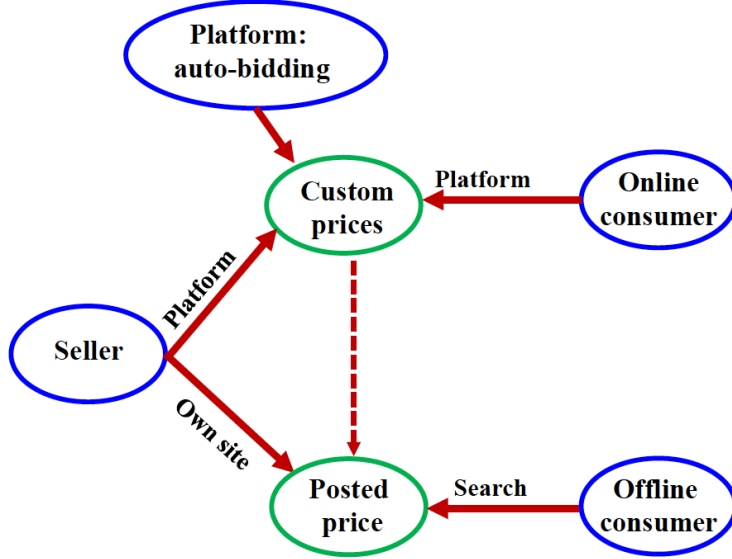 Platform:
auto-bidding
Custom
prices
Platform
Online
consumer
Platform
Seller
Own site
Posted
price
Search
Offline
consumer